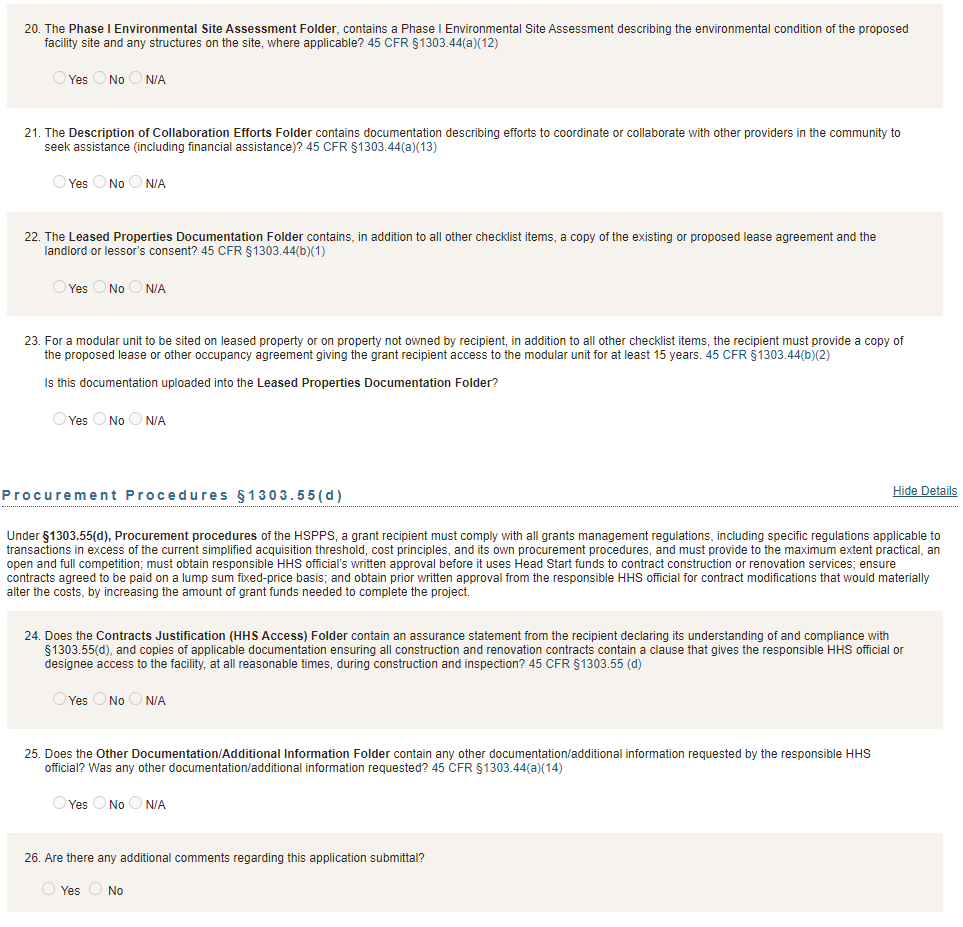 20. The Phase I Environmental Site Assessment Folder, contains a Phase I Environmental Site Assessment describing the environmental condition of the proposed
facility site and any structures on the site, where applicable? 45 CFR §1303.44(a)(12)
Yes No N/A
21. The Description of Collaboration Efforts Folder contains documentation describing efforts to coordinate or collaborate with other providers in the community to
seek assistance (including financial assistance)? 45 CFR §1303.44(a)(13)
Yes No N/A
22. The Leased Properties Documentation Folder contains, in addition to all other checklist items, a copy of the existing or proposed lease agreement and the
landlord or lessor's consent? 45 CFR §1303.44(b)(1)
Yes No N/A
23. For a modular unit to be sited on leased property or on property not owned by recipient, in addition to all other checklist items, the recipient must provide a copy of
the proposed lease or other occupancy agreement giving the grant recipient access to the modular unit for at least 15 years. 45 CFR §1303.44(b)(2)
Is this documentation uploaded into the Leased Properties Documentation Folder?
Yes No N/A
Procurement Procedures §1303.55(d)
Hide Details
Under §1303.55(d), Procurement procedures of the HSPPS, a grant recipient must comply with all grants management regulations, including specific regulations applicable to
transactions in excess of the current simplified acquisition threshold, cost principles, and its own procurement procedures, and must provide to the maximum extent practical, an
open and full competition; must obtain responsible HHS official's written approval before it uses Head Start funds to contract construction or renovation services; ensure
contracts agreed to be paid on a lump sum fixed-price basis; and obtain prior written approval from the responsible HHS official for contract modifications that would materially
alter the costs, by increasing the amount of grant funds needed to complete the project.
24. Does the Contracts Justification (HHS Access) Folder contain an assurance statement from the recipient declaring its understanding of and compliance with
§1303.55(d), and copies of applicable documentation ensuring all construction and renovation contracts contain a clause that gives the responsible HHS official or
designee access to the facility, at all reasonable times, during construction and inspection? 45 CFR §1303.55 (d)
Yes No N/A
25. Does the Other Documentation/Additional Information Folder contain any other documentation/additional information requested by the responsible HHS
official? Was any other documentation/additional information requested? 45 CFR §1303.44(a)(14)
Yes No N/A
26. Are there any additional comments regarding this application submittal?
Yes No